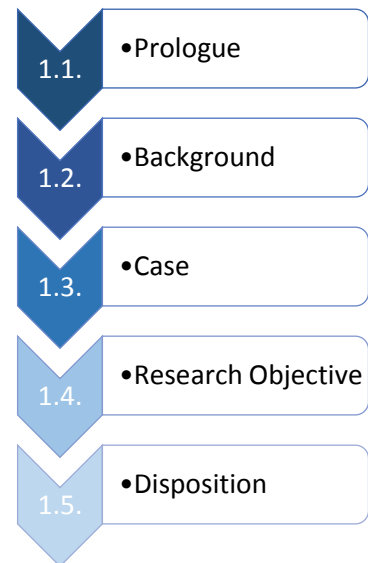 1.1.
•Prologue
1.2.
•Background
1.3.
•Case
1.4.
•Research Objective
1.5.
•Disposition